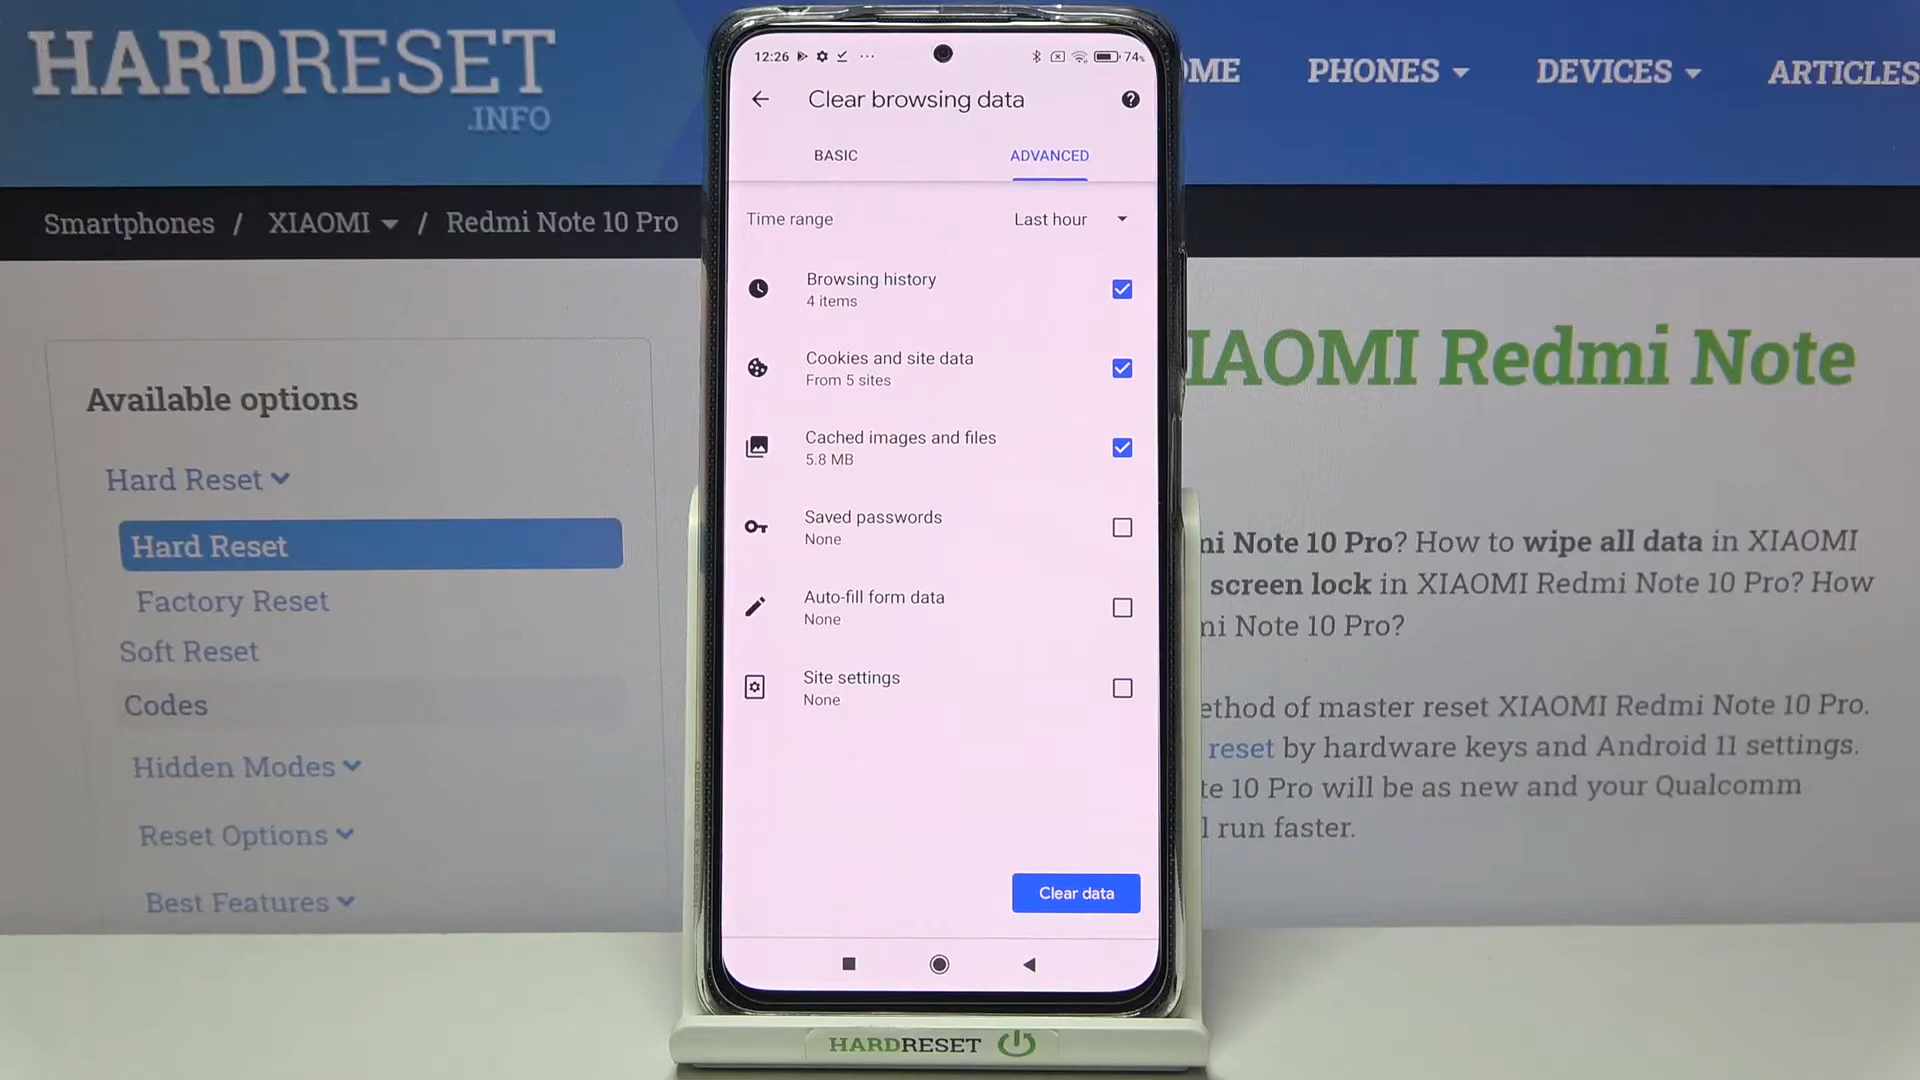 HARDRESET
.INFO
OME
PHONES
DEVICES
ARTICLES
Smartphones / XIAOMI / Redmi Note 10 Pro
Available options
Hard Reset
Hard Reset
Factory Reset
Soft Reset
Codes
Hidden Modes
Reset Options
Best Features
12:26
74%
Clear browsing data
BASIC
ADVANCED
Time range
Last hour
Browsing history
4 items
Cookies and site data
From 5 sites
Cached images and files
5.8 MB
Saved passwords
None
Auto-fill form data
None
Site settings
None
Clear data
IAOMI Redmi Note
mi Note 10 Pro? How to wipe all data in XIAOMI
screen lock in XIAOMI Redmi Note 10 Pro? How
mi Note 10 Pro?
ethod of master reset XIAOMI Redmi Note 10 Pro.
reset by hardware keys and Android 11 settings.
te 10 Pro will be as new and your Qualcomm
l run faster.
HARDRESET